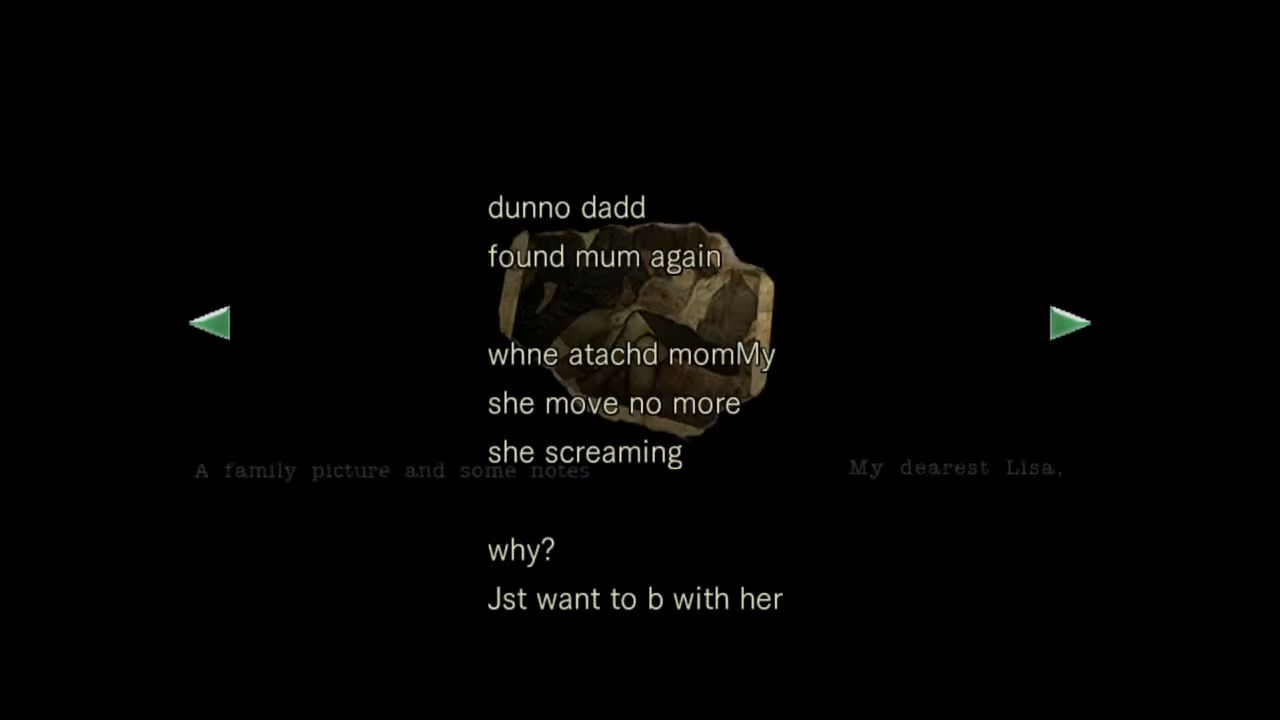 dunno dadd
found mum again
whne atachd momMy
she move no more
she screaming
A family picture and some notes
My dearest Lisa,
why?
Jst want to b with her